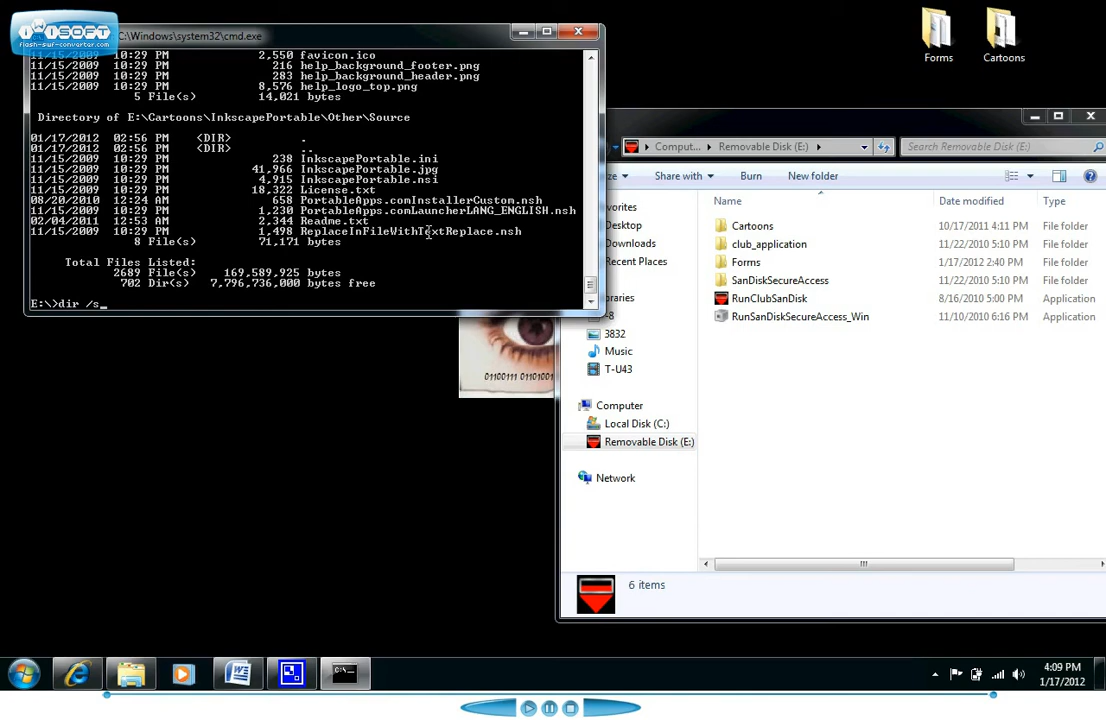 iWiSOFT
flash-swf-converter.com
C:\Windows\system32\cmd.exe
11/15/2009  10:29 PM             2,550 favicon.ico
11/15/2009  10:29 PM               216 help_background_footer.png
11/15/2009  10:29 PM               283 help_background_header.png
11/15/2009  10:29 PM             8,576 help_logo_top.png
5 File(s)         14,021 bytes
Directory of E:\Cartoons\InkscapePortable\Other\Source
01/17/2012  02:56 PM    <DIR>          .
01/17/2012  02:56 PM    <DIR>          ..
11/15/2009  10:29 PM               238 InkscapePortable.ini
11/15/2009  10:29 PM            41,966 InkscapePortable.jpg
11/15/2009  10:29 PM             4,915 InkscapePortable.nsi
11/15/2009  10:29 PM            18,322 License.txt
08/20/2010  12:24 AM               658 PortableApps.comInstallerCustom.nsh
11/15/2009  10:29 PM             1,230 PortableApps.comLauncherLANG_ENGLISH.nsh
02/04/2011  12:53 AM             2,344 Readme.txt
11/15/2009  10:29 PM             1,498 ReplaceInFileWithTextReplace.nsh
8 File(s)         71,171 bytes
Total Files Listed:
2689 File(s)    169,589,925 bytes
702 Dir(s)   7,796,736,000 bytes free
E:\>dir /s_
Forms
Cartoons
Comput... Removable Disk (E:)
Search Removable Disk (E:)
Share with Burn New folder
Name Date modified Type
Cartoons 10/17/2011 4:11 PM File folder
club_application 11/22/2010 5:10 PM File folder
Forms 1/17/2012 2:40 PM File folder
SanDiskSecureAccess 11/22/2010 5:10 PM File folder
RunClubSanDisk 8/16/2010 5:00 PM Application
RunSanDiskSecureAccess_Win 11/10/2010 6:16 PM Application
vorites
Desktop
Downloads
Recent Places
braries
-8
3832
Music
T-U43
Computer
Local Disk (C:)
Removable Disk (E:)
Network
6 items
01100111 01101001
4:09 PM
1/17/2012